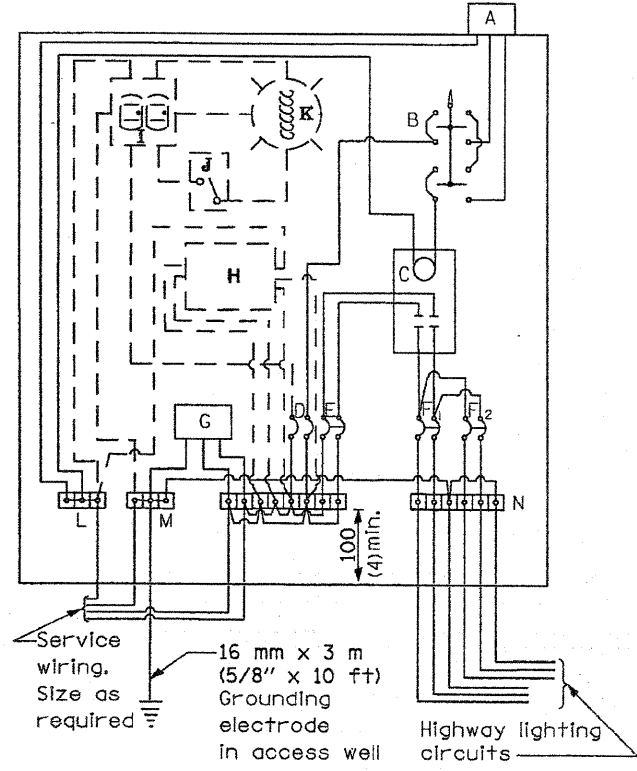 A
B
K
I
J
C
H
D
E
F1
F2
G
L
M
N
100
(4)min.
Service
wiring.
Size as
required
16 mm x 3 m
(5/8" x 10 ft)
Grounding
electrode
in access well
Highway lighting
circuits